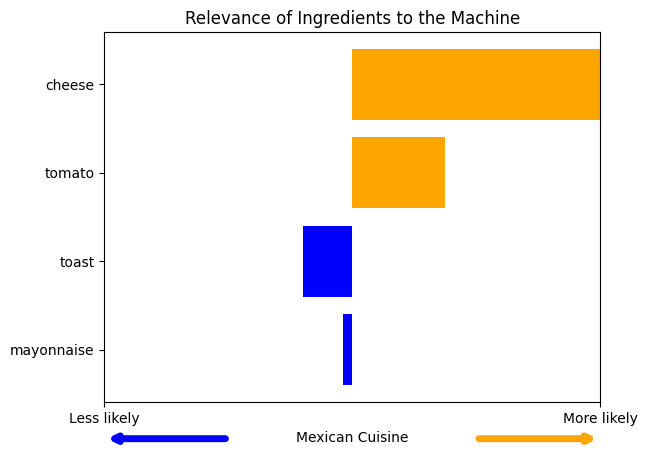 Relevance of Ingredients to the Machine
cheese
tomato
toast
mayonnaise
Less likely
More likely
Mexican Cuisine